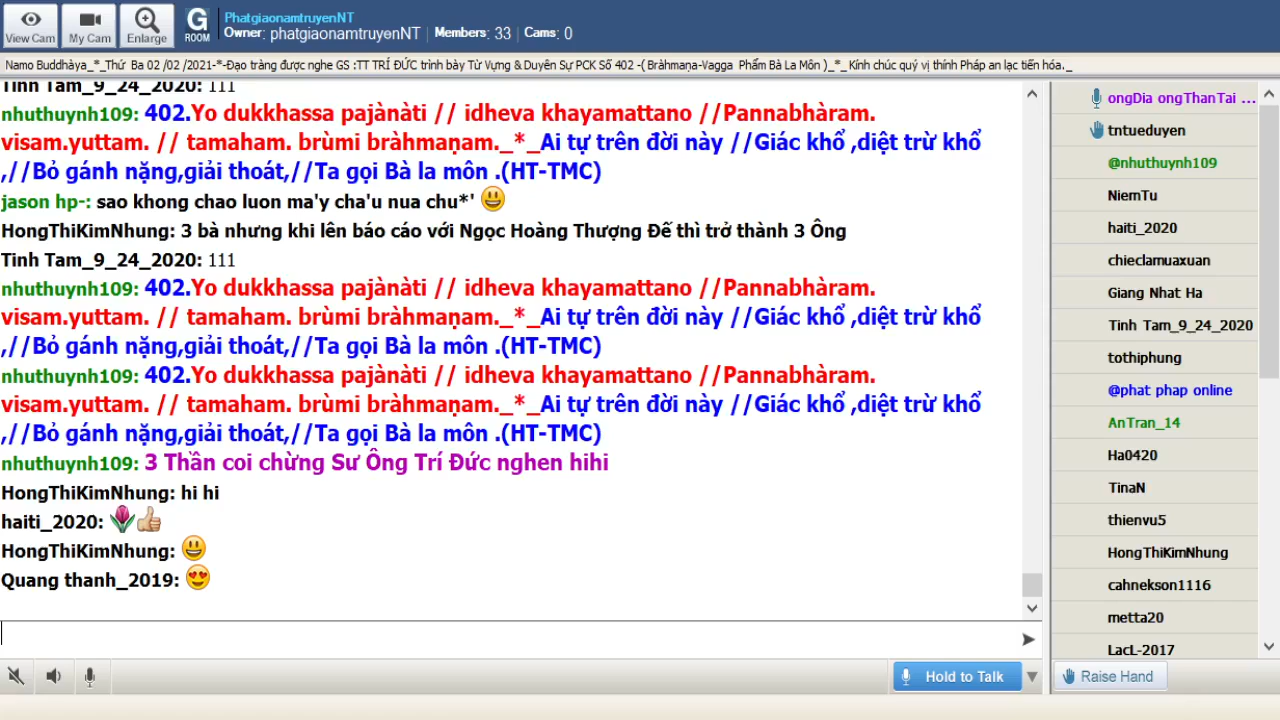 View Cam
My Cam
Enlarge
G
ROOM
PhatgiaonamtruyenNT
Owner: phatgiaonamtruyenNT | Members: 33 | Cams: 0
Namo Buddhàya_*_Thứ Ba 02 /02 /2021-*-Đạo tràng được nghe GS :TT TRÍ ĐỨC trình bày Từ Vựng & Duyên Sự PCK Số 402 -( Bràhmaṇa-Vagga Phẩm Bà La Môn )_*_ Kính chúc quý vị thính Pháp an lạc tiến hóa._
Tinh Tam_9_24_2020: 111
nhuthuynh109: 402.Yo dukkhassa pajànàti // idheva khayamattano //Pannabhàram.
visam.yuttam. // tamaham. brùmi bràhmaṇam._*_Ai tự trên đời này //Giác khổ ,diệt trừ khổ
,//Bỏ gánh nặng,giải thoát,//Ta gọi Bà la môn .(HT-TMC)
jason hp-: sao khong chao luon ma'y cha'u nua chu*'
HongThiKimNhung: 3 bà nhưng khi lên báo cáo với Ngọc Hoàng Thượng Đế thì trở thành 3 Ông
Tinh Tam_9_24_2020: 111
nhuthuynh109: 402.Yo dukkhassa pajànàti // idheva khayamattano //Pannabhàram.
visam.yuttam. // tamaham. brùmi bràhmaṇam._*_Ai tự trên đời này //Giác khổ ,diệt trừ khổ
,//Bỏ gánh nặng,giải thoát,//Ta gọi Bà la môn .(HT-TMC)
nhuthuynh109: 402.Yo dukkhassa pajànàti // idheva khayamattano //Pannabhàram.
visam.yuttam. // tamaham. brùmi bràhmaṇam._*_Ai tự trên đời này //Giác khổ ,diệt trừ khổ
,//Bỏ gánh nặng,giải thoát,//Ta gọi Bà la môn .(HT-TMC)
nhuthuynh109: 3 Thần coi chừng Sư Ông Trí Đức nghen hihi
HongThiKimNhung: hi hi
haiti_2020:
HongThiKimNhung:
Quang thanh_2019:
Hold to Talk
ongDia ongThanTai ...
tntueduyen
@nhuthuynh109
NiemTu
haiti_2020
chieclamuaxuan
Giang Nhat Ha
Tinh Tam_9_24_2020
tothiphung
@phat phap online
AnTran_14
Ha0420
TinaN
thienvu5
HongThiKimNhung
cahnekson1116
metta20
LacL-2017
Raise Hand